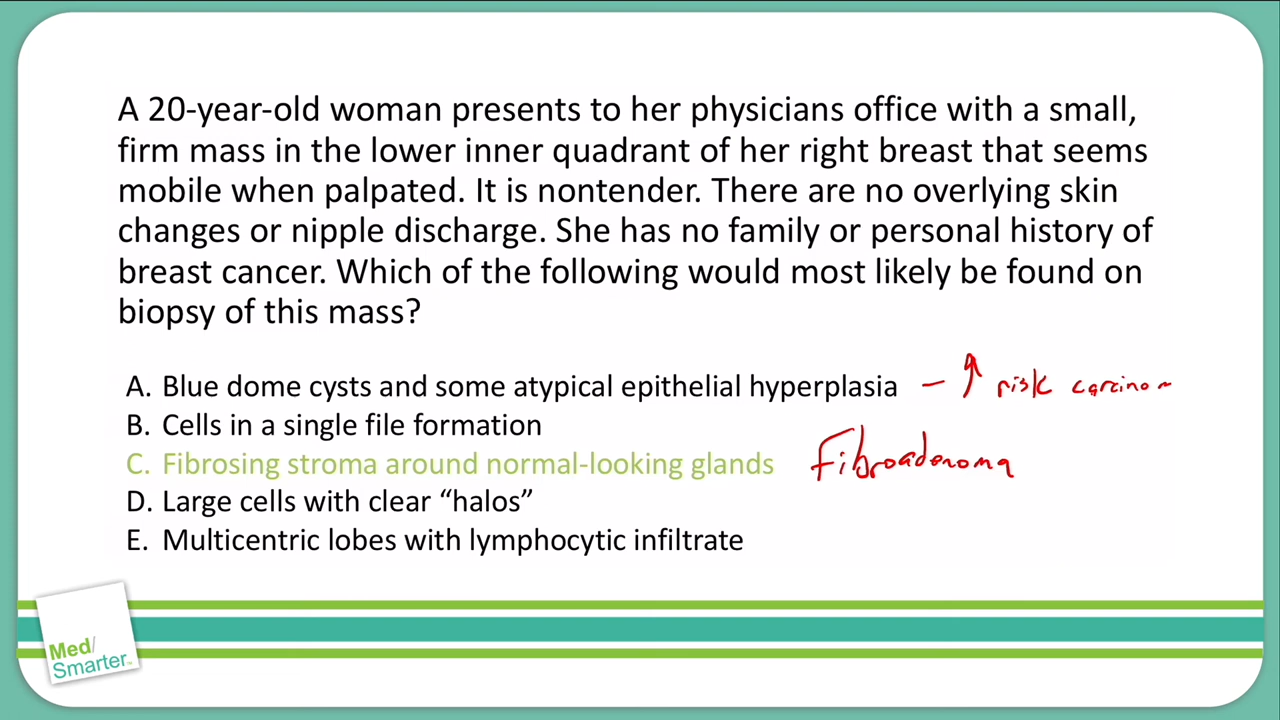 A 20-year-old woman presents to her physicians office with a small,
firm mass in the lower inner quadrant of her right breast that seems
mobile when palpated. It is nontender. There are no overlying skin
changes or nipple discharge. She has no family or personal history of
breast cancer. Which of the following would most likely be found on
biopsy of this mass?
A. Blue dome cysts and some atypical epithelial hyperplasia – ↑ risk carcinom
B. Cells in a single file formation
C. Fibrosing stroma around normal-looking glands Fibroadenoma
D. Large cells with clear “halos”
E. Multicentric lobes with lymphocytic infiltrate
Med/
Smarter™